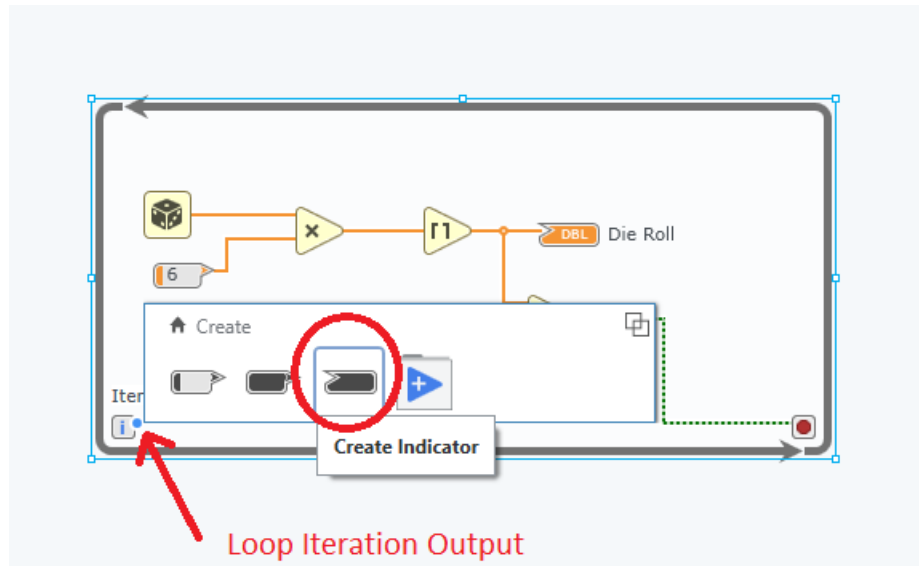 DBL Die Roll
6
Create
Iter
i
Create Indicator
Loop Iteration Output